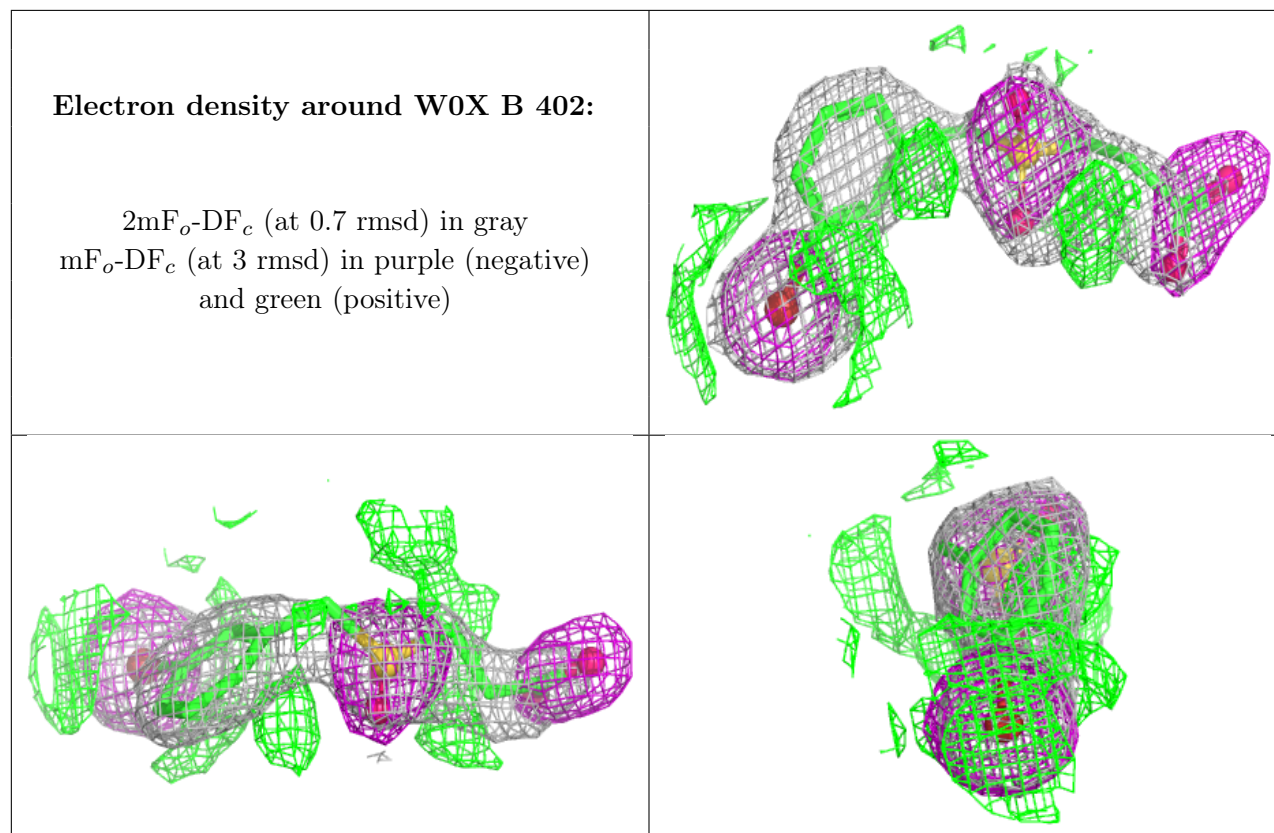 Electron density around W0X B 402:
2mFo-DFc (at 0.7 rmsd) in gray
mFo-DFc (at 3 rmsd) in purple (negative)
and green (positive)